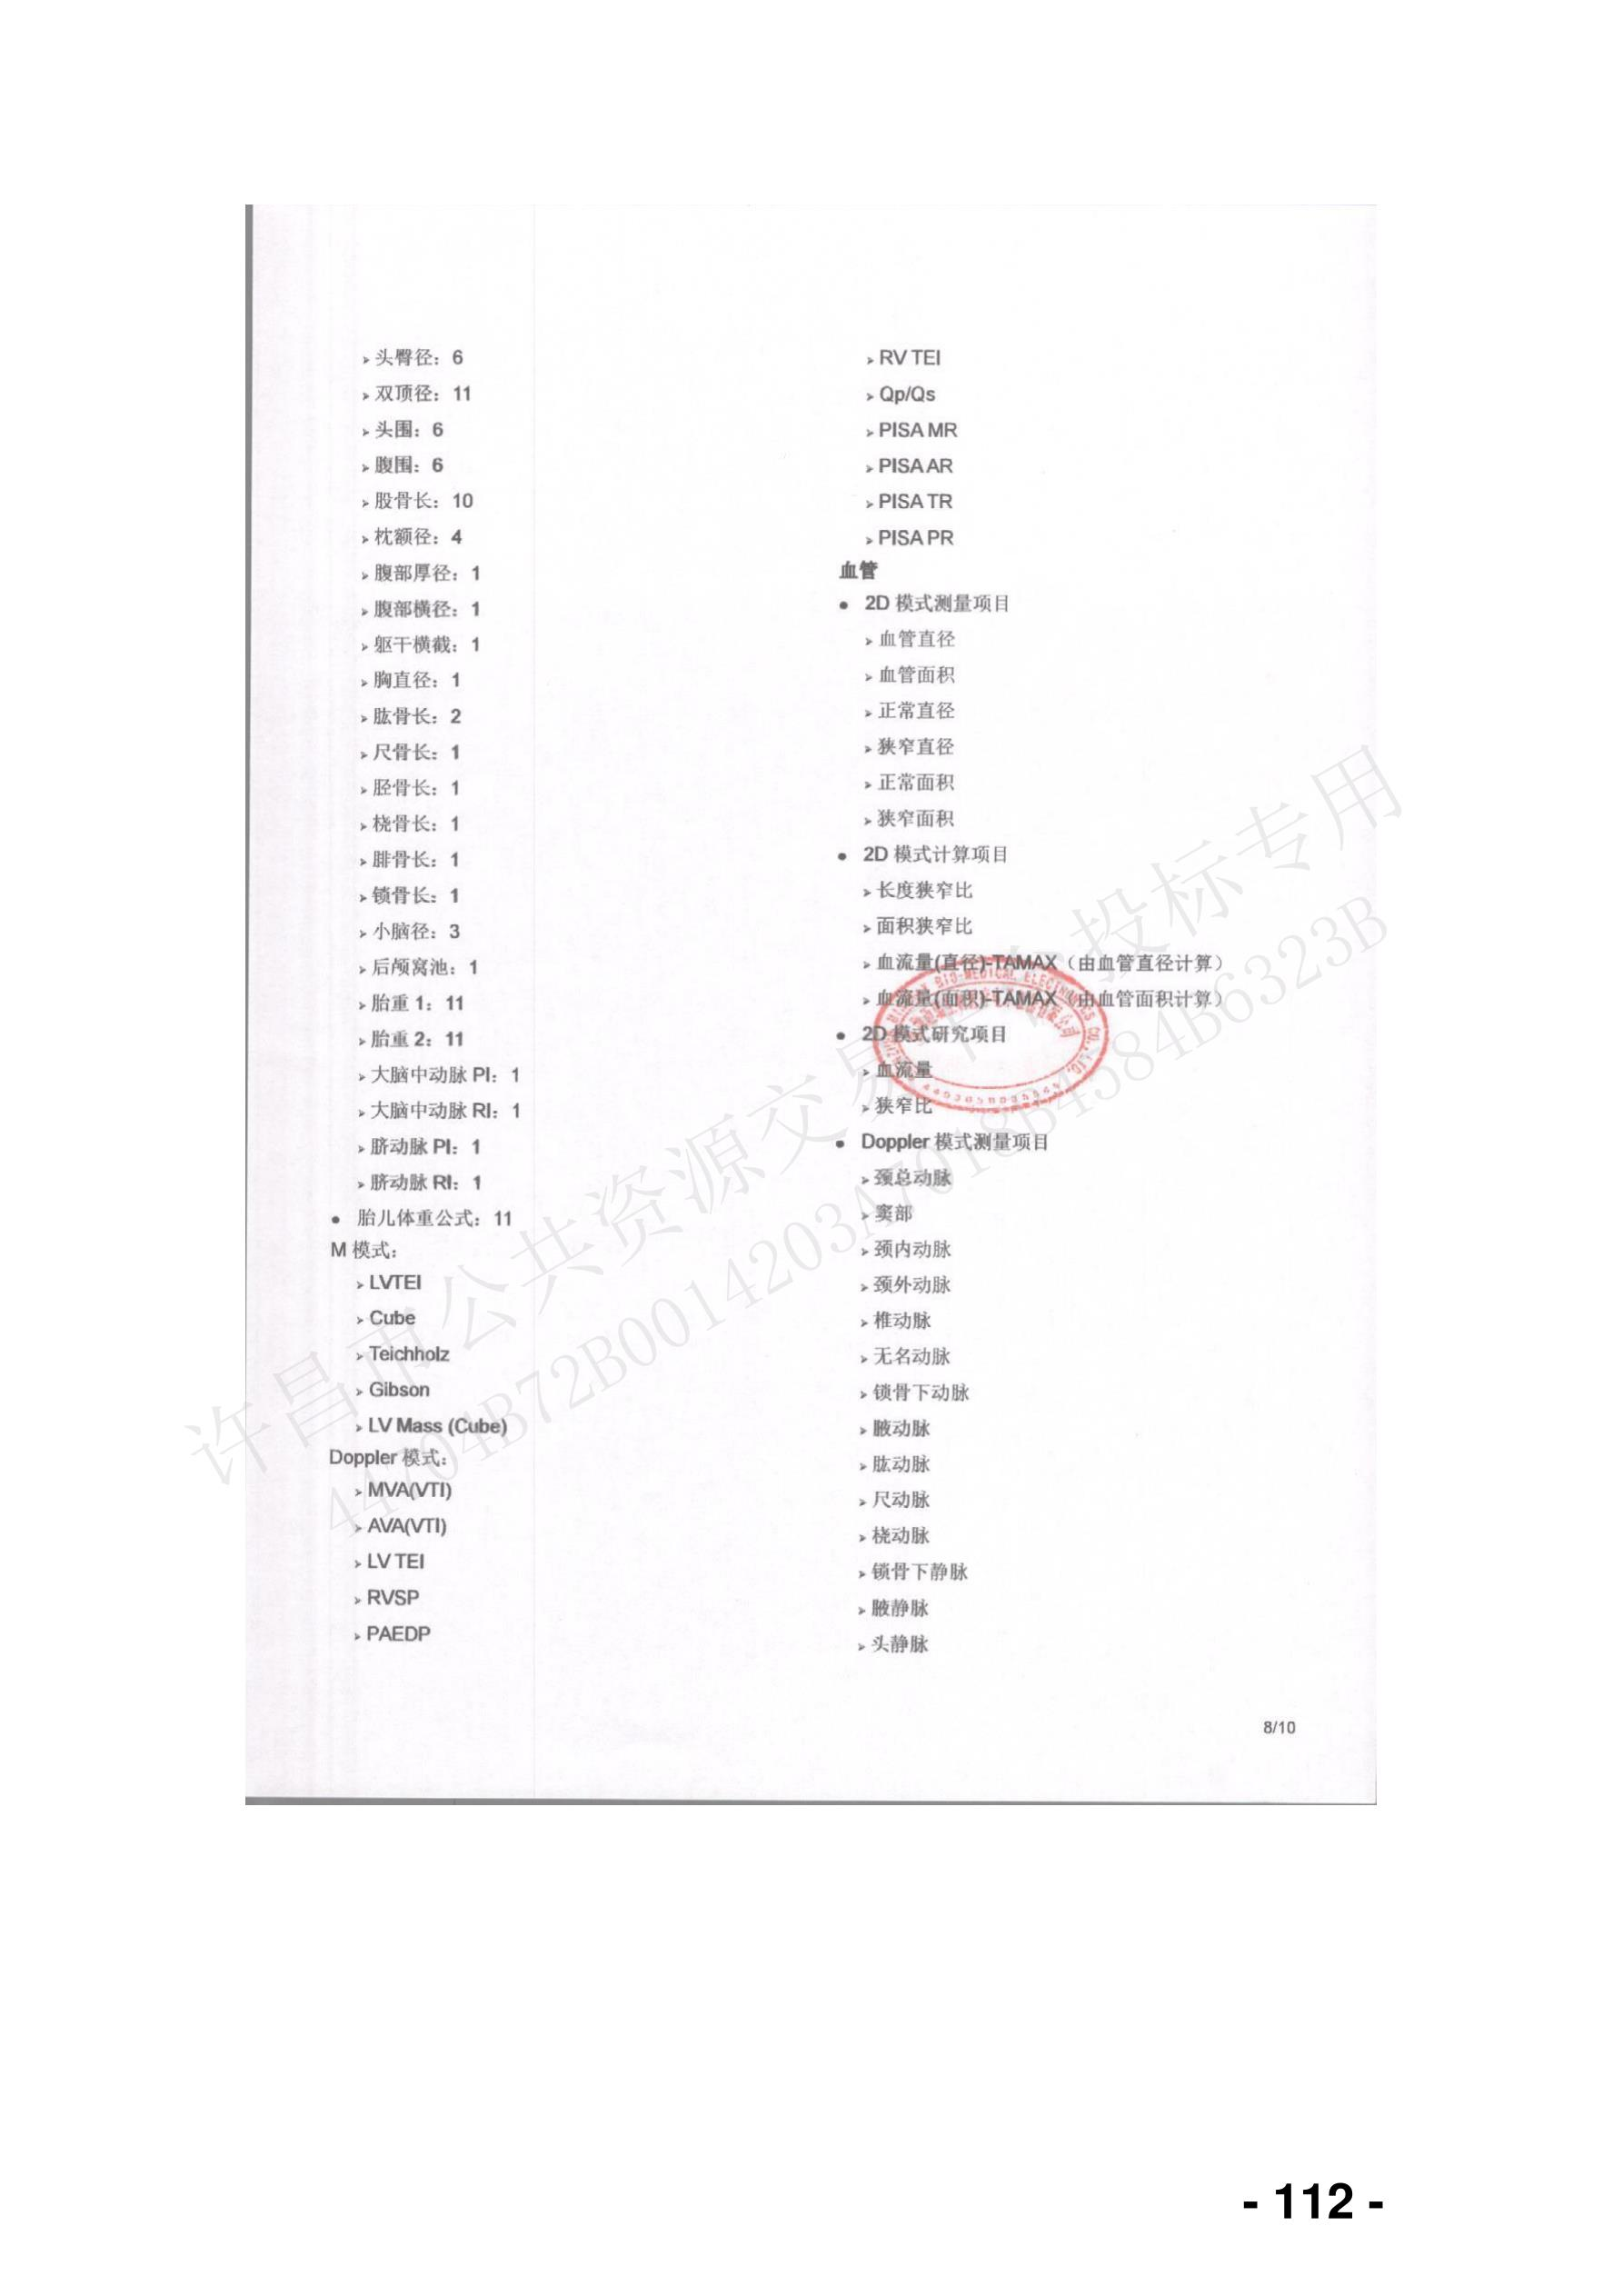 ➢ 头臀径：6
➢ 双顶径：11
➢ 头围：6
➢ 腹围：6
➢ 股骨长：10
➢ 枕额径：4
➢ 腹部厚径：1
➢ 腹部横径：1
➢ 躯干横截：1
➢ 胸直径：1
➢ 肱骨长：2
➢ 尺骨长：1
➢ 胫骨长：1
➢ 桡骨长：1
➢ 腓骨长：1
➢ 锁骨长：1
➢ 小脑径：3
➢ 后颅窝池：1
➢ 胎重 1：11
➢ 胎重 2：11
➢ 大脑中动脉 PI：1
➢ 大脑中动脉 RI：1
➢ 脐动脉 PI：1
➢ 脐动脉 RI：1
● 胎儿体重公式：11
M 模式：
➢ LVTEI
➢ Cube
➢ Teichholz
➢ Gibson
➢ LV Mass (Cube)
Doppler 模式：
➢ MVA(VTI)
➢ AVA(VTI)
➢ LV TEI
➢ RVSP
➢ PAEDP
➢ RV TEI
➢ Qp/Qs
➢ PISA MR
➢ PISA AR
➢ PISA TR
➢ PISA PR
血管
● 2D 模式测量项目
➢ 血管直径
➢ 血管面积
➢ 正常直径
➢ 狭窄直径
➢ 正常面积
➢ 狭窄面积
● 2D 模式计算项目
➢ 长度狭窄比
➢ 面积狭窄比
➢ 血流量(直径)-TAMAX（由血管直径计算）
➢ 血流量(面积)-TAMAX（由血管面积计算）
● 2D 模式研究项目
➢ 血流量
➢ 狭窄比
● Doppler 模式测量项目
➢ 颈总动脉
➢ 窦部
➢ 颈内动脉
➢ 颈外动脉
➢ 椎动脉
➢ 无名动脉
➢ 锁骨下动脉
➢ 腋动脉
➢ 肱动脉
➢ 尺动脉
➢ 桡动脉
➢ 锁骨下静脉
➢ 腋静脉
➢ 头静脉
BIO-MEDICAL ELECTRONICS CO., LTD.
8/10
许昌市公共资源交易 投标专用
- 112 -